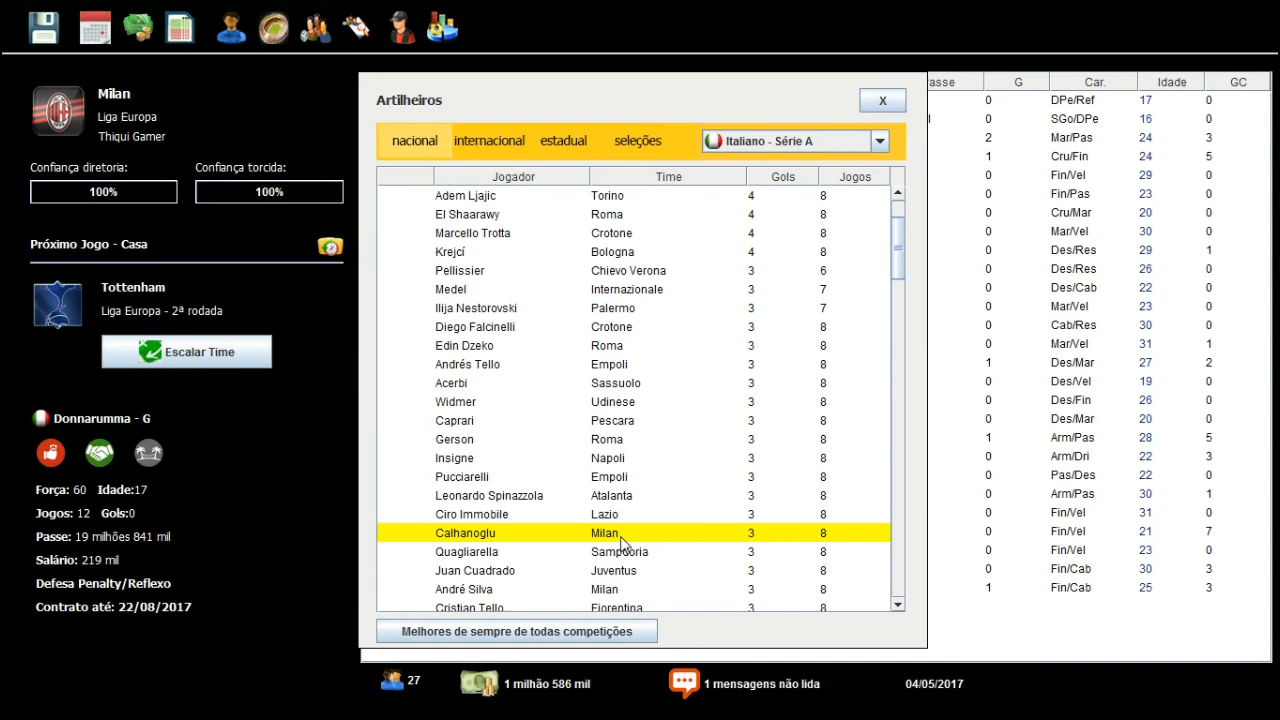 Milan
Liga Europa
Thiqui Gamer
Confiança diretoria: Confiança torcida:
100% 100%
Próximo Jogo - Casa
Tottenham
Liga Europa - 2ª rodada
Escalar Time
Donnarumma - G
Força: 60 Idade:17
Jogos: 12 Gols:0
Passe: 19 milhões 841 mil
Salário: 219 mil
Defesa Penalty/Reflexo
Contrato até: 22/08/2017
Artilheiros X
nacional internacional estadual seleções Italiano - Série A
Jogador Time Gols Jogos
Adem Ljajic Torino 4 8
El Shaarawy Roma 4 8
Marcello Trotta Crotone 4 8
Krejcí Bologna 4 8
Pellissier Chievo Verona 3 6
Medel Internazionale 3 7
Ilija Nestorovski Palermo 3 7
Diego Falcinelli Crotone 3 8
Edin Dzeko Roma 3 8
Andrés Tello Empoli 3 8
Acerbi Sassuolo 3 8
Widmer Udinese 3 8
Caprari Pescara 3 8
Gerson Roma 3 8
Insigne Napoli 3 8
Pucciarelli Empoli 3 8
Leonardo Spinazzola Atalanta 3 8
Ciro Immobile Lazio 3 8
Calhanoglu Milan 3 8
Quagliarella Sampdoria 3 8
Juan Cuadrado Juventus 3 8
André Silva Milan 3 8
Cristian Tello Fiorentina 3 8
Melhores de sempre de todas competições
asse G Car. Idade GC
0 DPe/Ref 17 0
0 SGo/DPe 16 0
2 Mar/Pas 24 3
1 Cru/Fin 24 5
0 Fin/Vel 29 0
0 Fin/Pas 23 0
0 Cru/Mar 20 0
0 Mar/Vel 30 0
0 Des/Res 29 1
0 Des/Res 26 0
0 Des/Cab 22 0
0 Mar/Vel 23 0
0 Cab/Res 30 0
0 Mar/Vel 31 1
1 Des/Mar 27 2
0 Des/Vel 19 0
0 Des/Fin 26 0
0 Des/Mar 20 0
1 Arm/Pas 28 5
0 Arm/Dri 22 3
0 Pas/Des 22 0
0 Arm/Pas 30 1
0 Fin/Vel 31 0
0 Fin/Vel 21 7
0 Fin/Vel 23 0
0 Fin/Cab 30 3
1 Fin/Cab 25 3
27 1 milhão 586 mil 1 mensagens não lida 04/05/2017